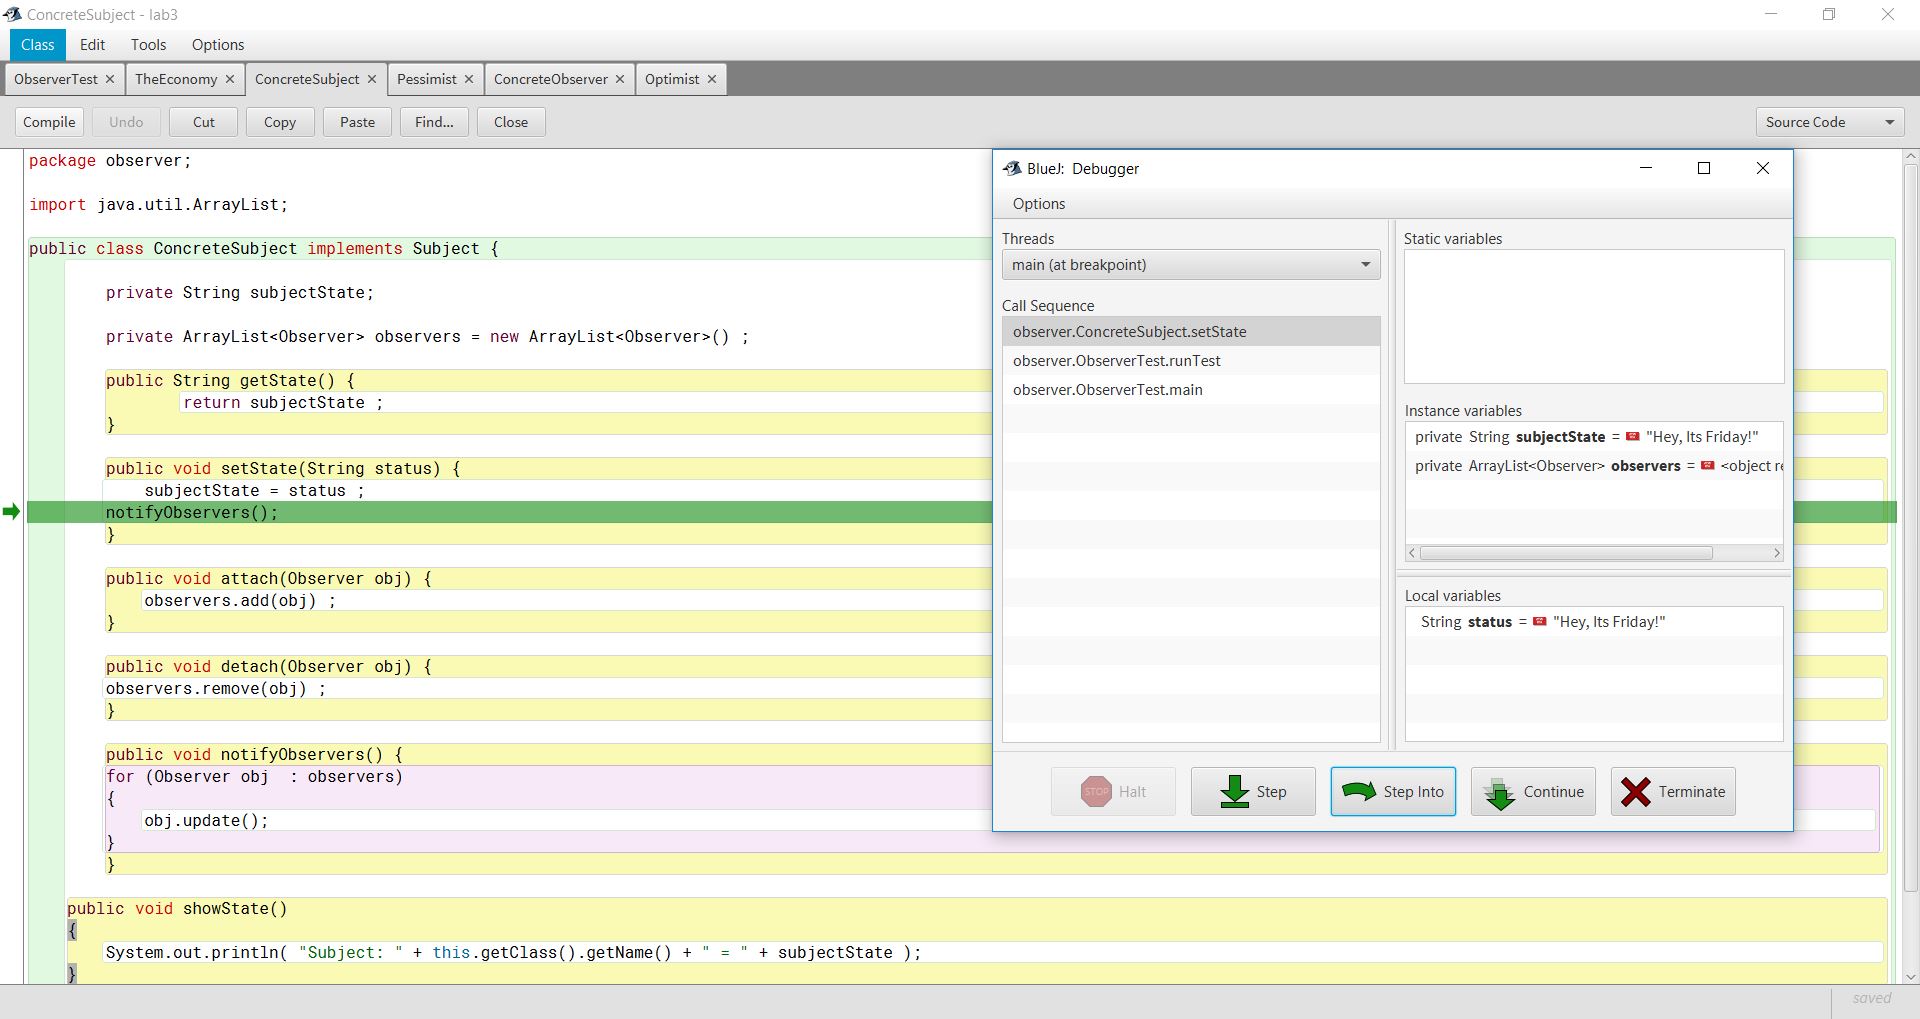 ConcreteSubject - lab3
Class Edit Tools Options
ObserverTest TheEconomy ConcreteSubject Pessimist ConcreteObserver Optimist
Compile Undo Cut Copy Paste Find... Close Source Code
package observer;
import java.util.ArrayList;
public class ConcreteSubject implements Subject {
private String subjectState;
private ArrayList<Observer> observers = new ArrayList<Observer>() ;
public String getState() {
return subjectState ;
}
public void setState(String status) {
subjectState = status ;
notifyObservers();
}
public void attach(Observer obj) {
observers.add(obj) ;
}
public void detach(Observer obj) {
observers.remove(obj) ;
}
public void notifyObservers() {
for (Observer obj  : observers)
{
obj.update();
}
}
public void showState()
{
System.out.println( "Subject: " + this.getClass().getName() + " = " + subjectState );
}
saved
BlueJ: Debugger
Options
Threads
main (at breakpoint)
Call Sequence
observer.ConcreteSubject.setState
observer.ObserverTest.runTest
observer.ObserverTest.main
Static variables
Instance variables
private String subjectState = "Hey, Its Friday!"
private ArrayList<Observer> observers = <object re
Local variables
String status = "Hey, Its Friday!"
STOP Halt Step Step Into Continue Terminate